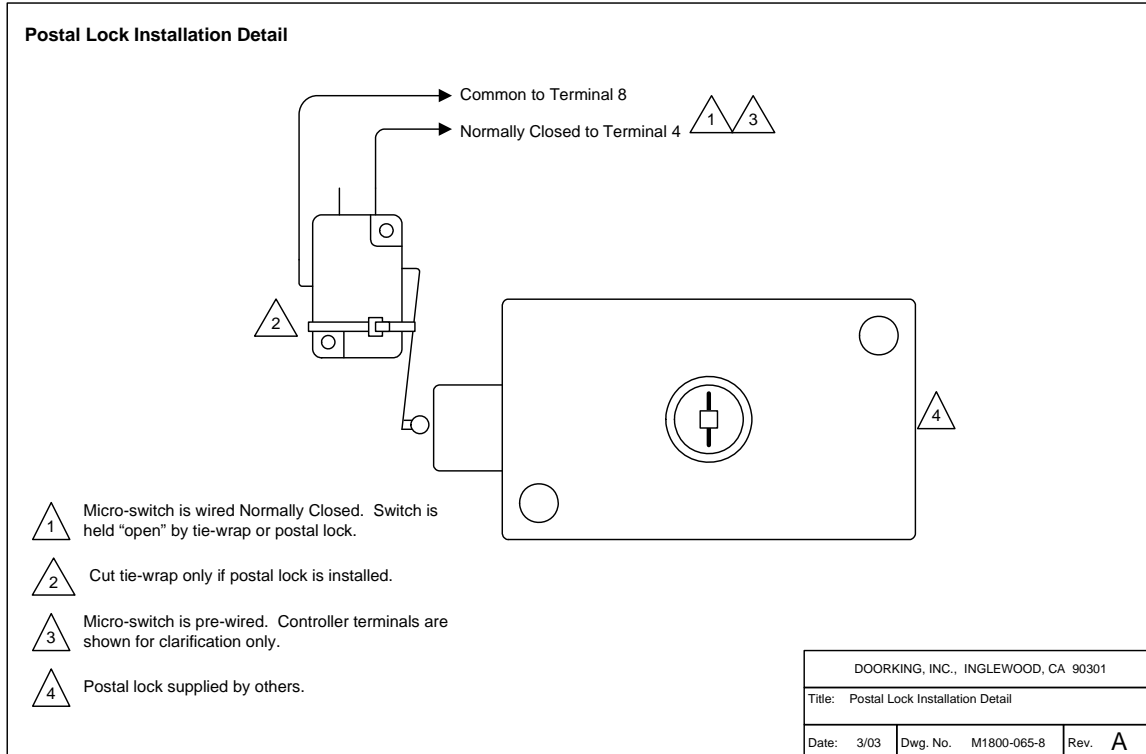 Postal Lock Installation Detail
Common to Terminal 8
Normally Closed to Terminal 4
1
3
2
4
1
Micro-switch is wired Normally Closed. Switch is
held “open” by tie-wrap or postal lock.
2
Cut tie-wrap only if postal lock is installed.
3
Micro-switch is pre-wired. Controller terminals are
shown for clarification only.
4
Postal lock supplied by others.
DOORKING, INC., INGLEWOOD, CA 90301
Title: Postal Lock Installation Detail
Date: 3/03 Dwg. No. M1800-065-8 Rev. A